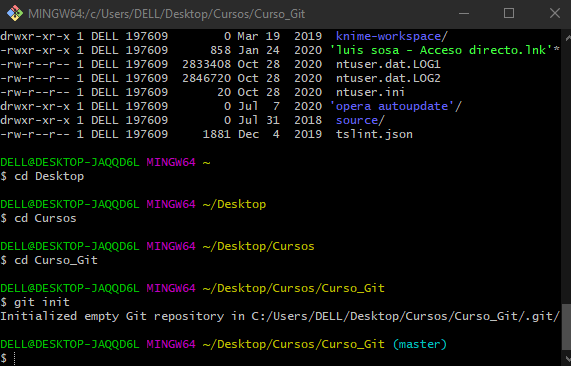 MINGW64:/c/Users/DELL/Desktop/Cursos/Curso_Git
drwxr-xr-x 1 DELL 197609       0 Mar 19  2019  knime-workspace/
-rwxr-xr-x 1 DELL 197609     858 Jan 24  2020 'luis sosa - Acceso directo.lnk'*
-rw-r--r-- 1 DELL 197609 2833408 Oct 28  2020  ntuser.dat.LOG1
-rw-r--r-- 1 DELL 197609 2846720 Oct 28  2020  ntuser.dat.LOG2
-rw-r--r-- 1 DELL 197609      20 Oct 28  2020  ntuser.ini
drwxr-xr-x 1 DELL 197609       0 Jul  7  2020 'opera autoupdate'/
drwxr-xr-x 1 DELL 197609       0 Jul 31  2018  source/
-rw-r--r-- 1 DELL 197609    1881 Dec  4  2019  tslint.json
DELL@DESKTOP-JAQQD6L MINGW64 ~
$ cd Desktop
DELL@DESKTOP-JAQQD6L MINGW64 ~/Desktop
$ cd Cursos
DELL@DESKTOP-JAQQD6L MINGW64 ~/Desktop/Cursos
$ cd Curso_Git
DELL@DESKTOP-JAQQD6L MINGW64 ~/Desktop/Cursos/Curso_Git
$ git init
Initialized empty Git repository in C:/Users/DELL/Desktop/Cursos/Curso_Git/.git/
DELL@DESKTOP-JAQQD6L MINGW64 ~/Desktop/Cursos/Curso_Git (master)
$